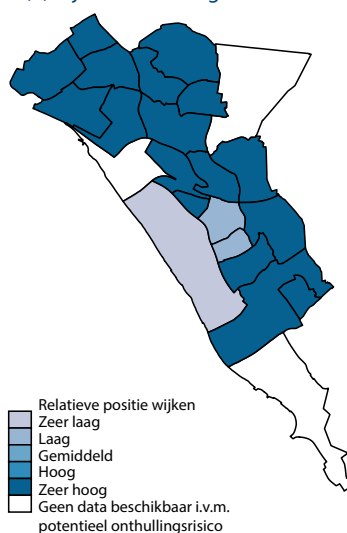 Relatieve positie wijken
Zeer laag
Laag
Gemiddeld
Hoog
Zeer hoog
Geen data beschikbaar i.v.m.
potentieel onthullingsrisico